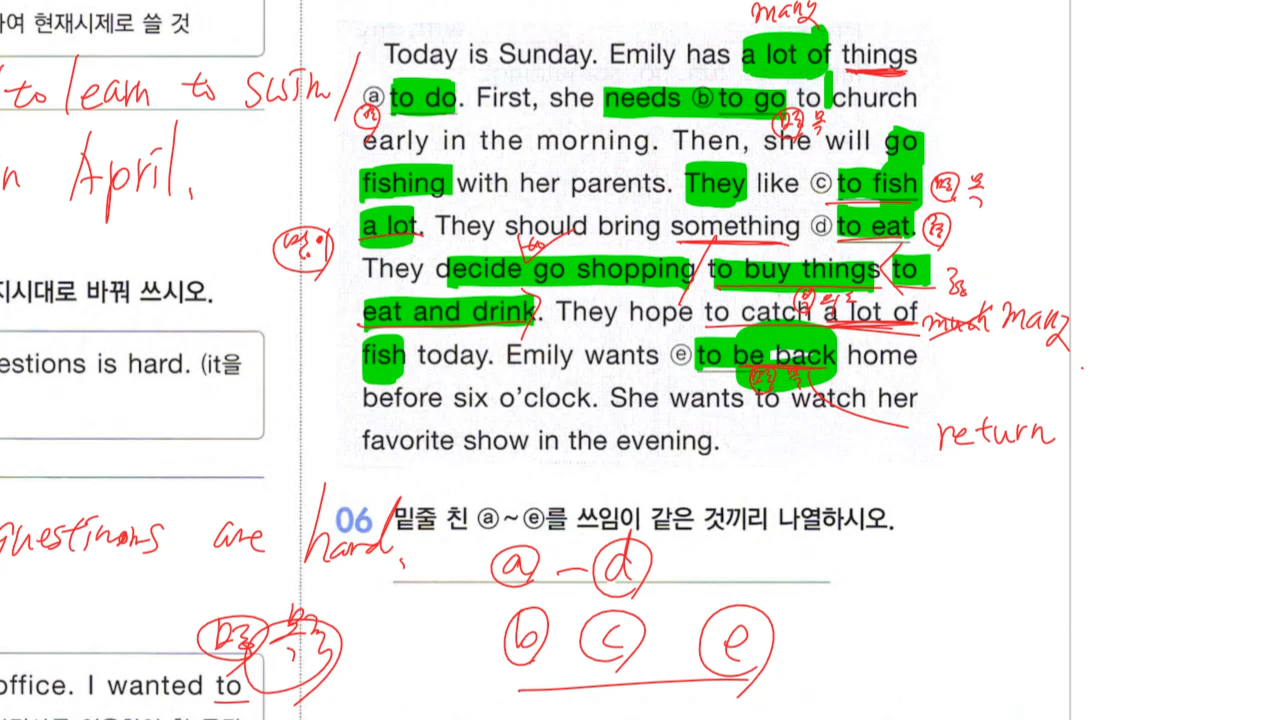 하여 현재시제로 쓸 것
to learn to swim
n April.
지시대로 바꿔 쓰시오.
estions is hard. (it을
questions are hard.
office. I wanted to
many
Today is Sunday. Emily has a lot of things
ⓐ to do. First, she needs ⓑ to go to church
early in the morning. Then, she will go
fishing with her parents. They like ⓒ to fish
a lot. They should bring something ⓓ to eat.
to
They decide go shopping to buy things to
eat and drink. They hope to catch a lot of
much many
fish today. Emily wants ⓔ to be back home
before six o'clock. She wants to watch her
return
favorite show in the evening.
06 밑줄 친 ⓐ~ⓔ를 쓰임이 같은 것끼리 나열하시오.
ⓐ – ⓓ
ⓑ ⓒ ⓔ